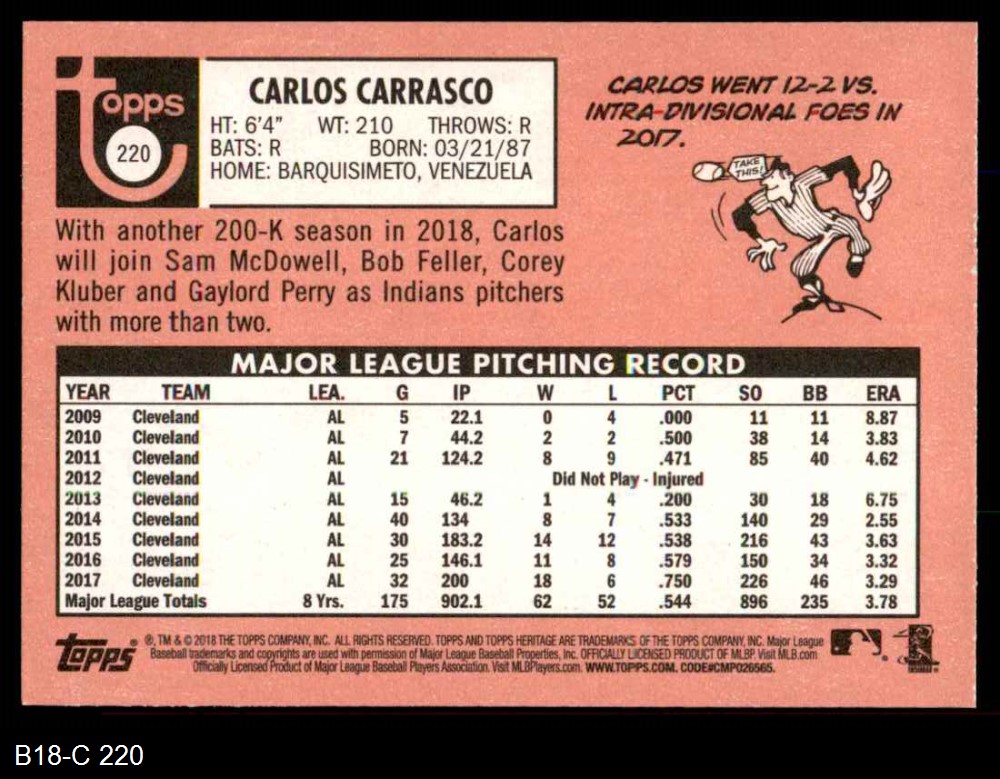 Topps
220
CARLOS CARRASCO
HT: 6'4" WT: 210 THROWS: R
BATS: R BORN: 03/21/87
HOME: BARQUISIMETO, VENEZUELA
CARLOS WENT 12-2 VS.
INTRA-DIVISIONAL FOES IN
2017.
TAKE
THIS!
With another 200-K season in 2018, Carlos
will join Sam McDowell, Bob Feller, Corey
Kluber and Gaylord Perry as Indians pitchers
with more than two.
MAJOR LEAGUE PITCHING RECORD
YEAR TEAM LEA. G IP W L PCT SO BB ERA
2009 Cleveland AL 5 22.1 0 4 .000 11 11 8.87
2010 Cleveland AL 7 44.2 2 2 .500 38 14 3.83
2011 Cleveland AL 21 124.2 8 9 .471 85 40 4.62
2012 Cleveland AL Did Not Play - Injured
2013 Cleveland AL 15 46.2 1 4 .200 30 18 6.75
2014 Cleveland AL 40 134 8 7 .533 140 29 2.55
2015 Cleveland AL 30 183.2 14 12 .538 216 43 3.63
2016 Cleveland AL 25 146.1 11 8 .579 150 34 3.32
2017 Cleveland AL 32 200 18 6 .750 226 46 3.29
Major League Totals 8 Yrs. 175 902.1 62 52 .544 896 235 3.78
Topps ®, TM & © 2018 THE TOPPS COMPANY, INC. ALL RIGHTS RESERVED. TOPPS AND TOPPS HERITAGE ARE TRADEMARKS OF THE TOPPS COMPANY, INC. Major League
Baseball trademarks and copyrights are used with permission of Major League Baseball Properties, Inc. OFFICIALLY LICENSED PRODUCT OF MLBP. Visit MLB.com
Officially Licensed Product of Major League Baseball Players Association. Visit MLBPlayers.com. WWW.TOPPS.COM. CODE#CMP026565.
B18-C 220